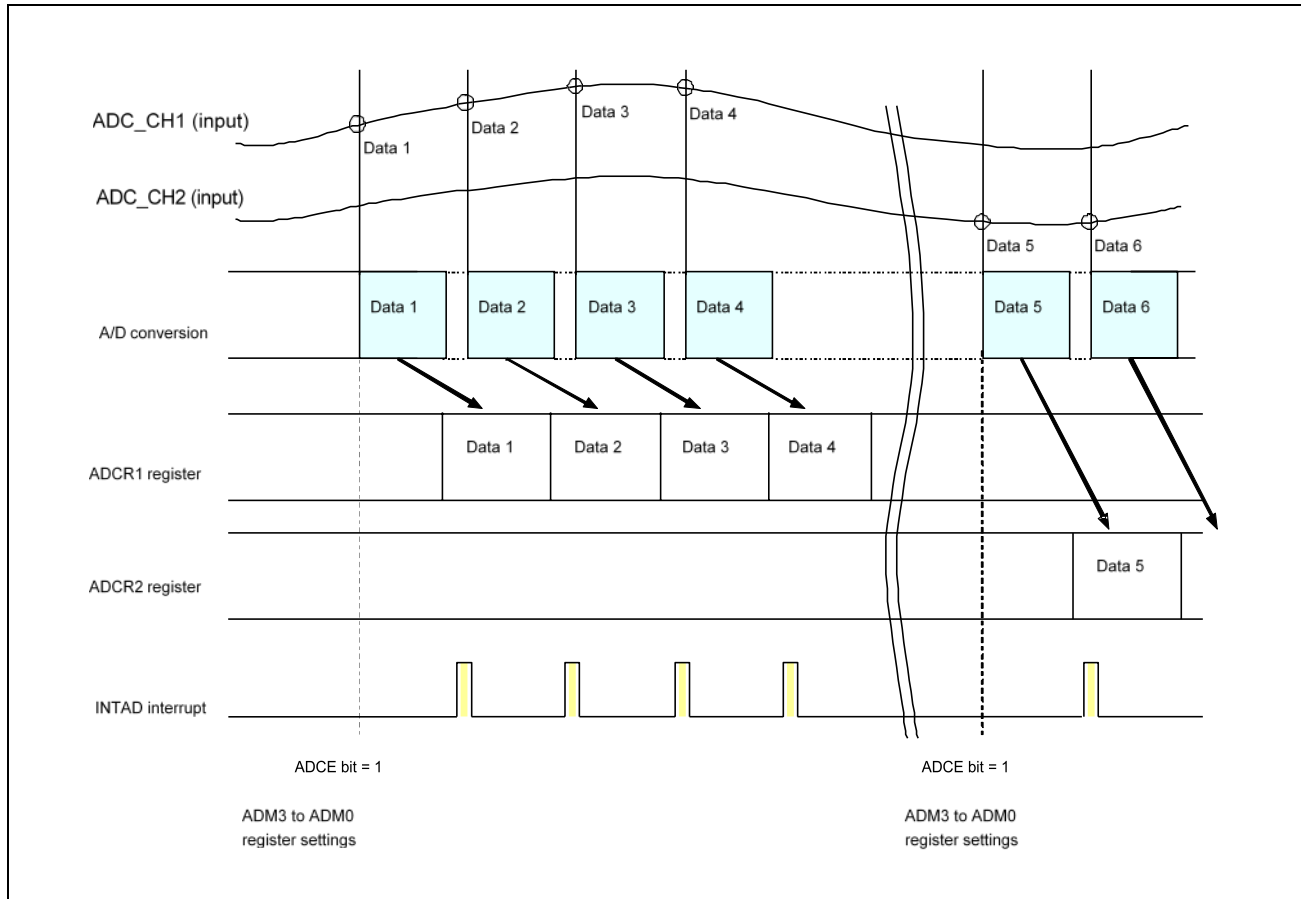 ADC_CH1 (input)
Data 1
Data 2
Data 3
Data 4
ADC_CH2 (input)
Data 5
Data 6
A/D conversion
Data 1
Data 2
Data 3
Data 4
Data 5
Data 6
ADCR1 register
Data 1
Data 2
Data 3
Data 4
ADCR2 register
Data 5
INTAD interrupt
ADCE bit = 1
ADCE bit = 1
ADM3 to ADM0
register settings
ADM3 to ADM0
register settings